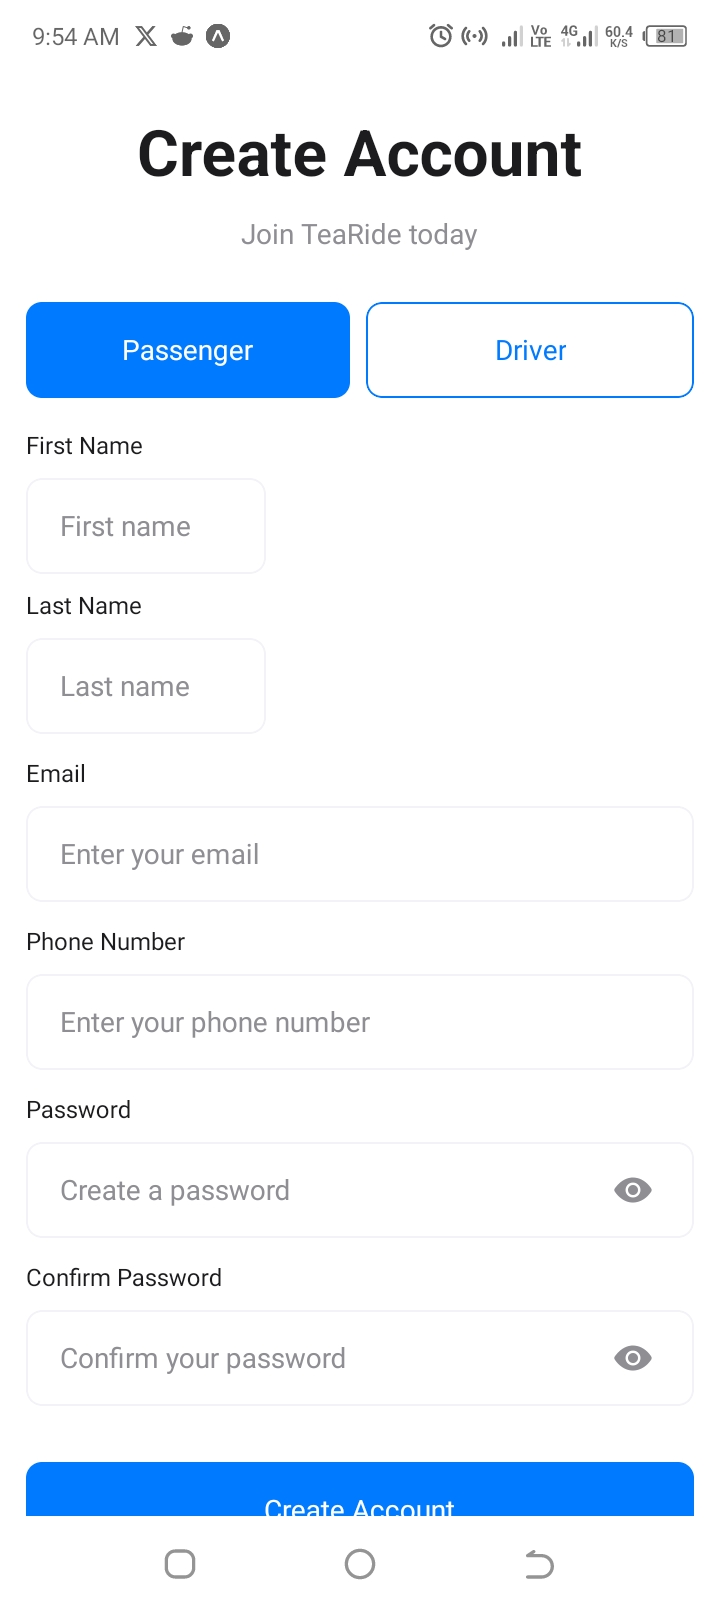 9:54 AM Vo LTE 4G 60.4 K/S 81
Create Account
Join TeaRide today
Passenger Driver
First Name
First name
Last Name
Last name
Email
Enter your email
Phone Number
Enter your phone number
Password
Create a password
Confirm Password
Confirm your password
Create Account